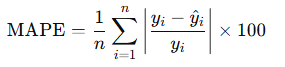 MAPE = \frac{1}{n} \sum_{i=1}^{n} \left| \frac{y_i - \hat{y}_i}{y_i} \right| \times 100